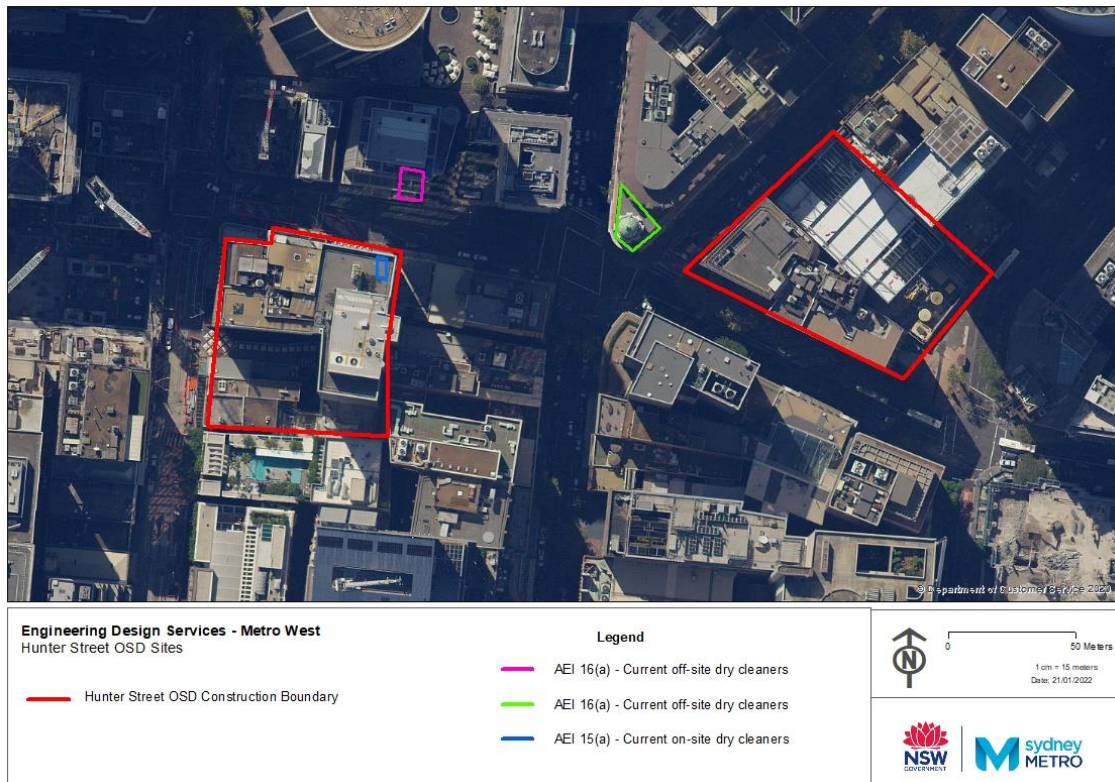 © Department of Customer Service 2020
Engineering Design Services - Metro West
Hunter Street OSD Sites
Hunter Street OSD Construction Boundary
Legend
AEI 16(a) - Current off-site dry cleaners
AEI 16(a) - Current off-site dry cleaners
AEI 15(a) - Current on-site dry cleaners
N
0 50 Meters
1 cm = 15 meters
Date: 21/01/2022
NSW
GOVERNMENT
sydney
METRO